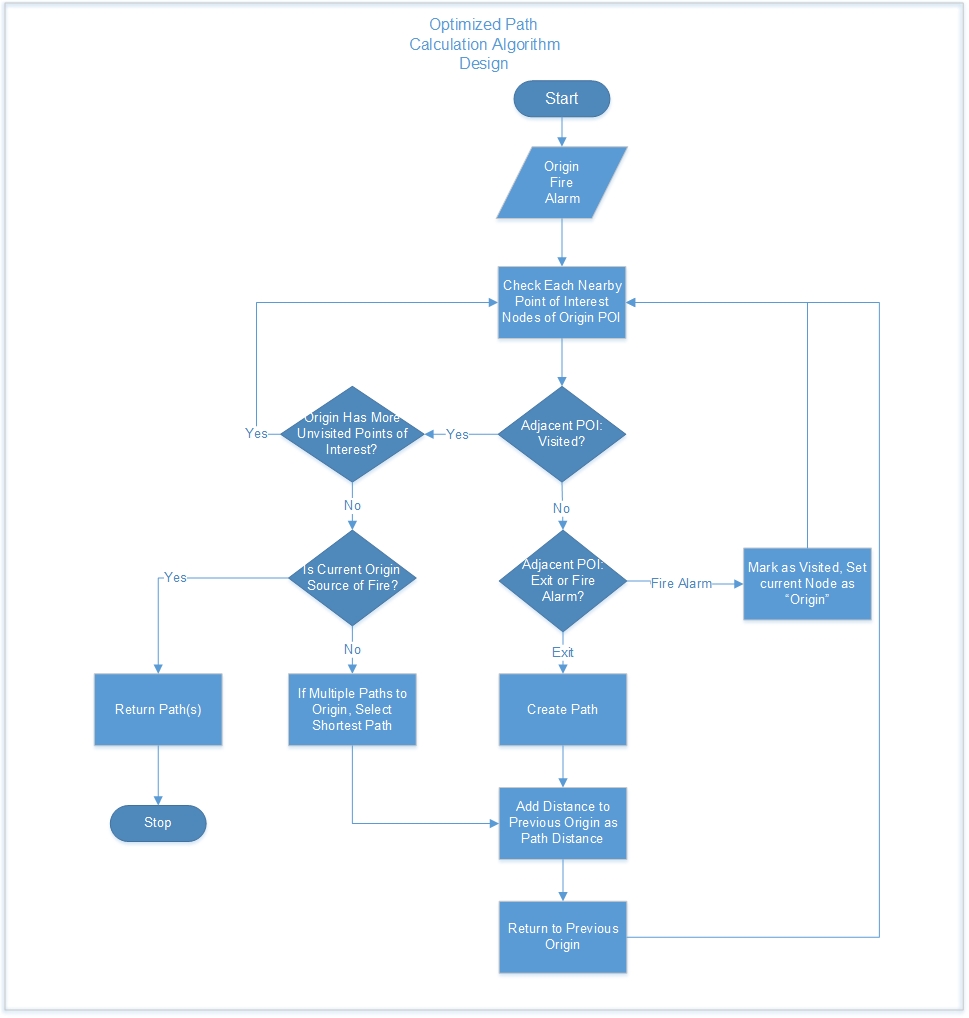 Optimized Path
Calculation Algorithm
Design
Start
Origin
Fire
Alarm
Check Each Nearby
Point of Interest
Nodes of Origin POI
Origin Has More
Unvisited Points of
Interest?
Yes
Yes
Adjacent POI:
Visited?
No
No
Is Current Origin
Source of Fire?
Yes
Adjacent POI:
Exit or Fire
Alarm?
Fire Alarm
Mark as Visited, Set
current Node as
“Origin”
No
Exit
Return Path(s)
If Multiple Paths to
Origin, Select
Shortest Path
Create Path
Stop
Add Distance to
Previous Origin as
Path Distance
Return to Previous
Origin